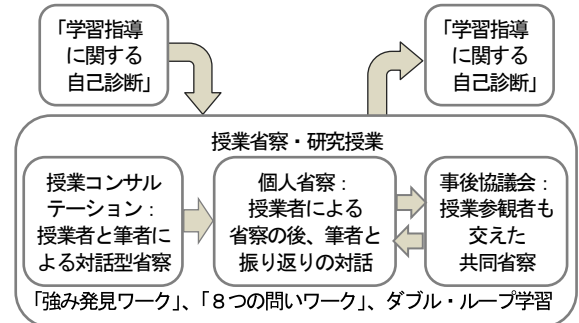 「学習指導
に関する
自己診断」
「学習指導
に関する
自己診断」
授業省察・研究授業
授業コンサル
テーション：
授業者と筆者に
よる対話型省察
個人省察：
授業者による
省察の後、筆者と
振り返りの対話
事後協議会：
授業参観者も
交えた
共同省察
「強み発見ワーク」、「８つの問いワーク」、ダブル・ループ学習